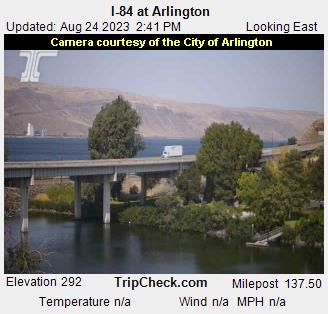 I-84 at Arlington
Updated: Aug 24 2023 2:41 PM Looking East
Camera courtesy of the City of Arlington
Elevation 292 TripCheck.com Milepost 137.50
Temperature n/a Wind n/a MPH n/a